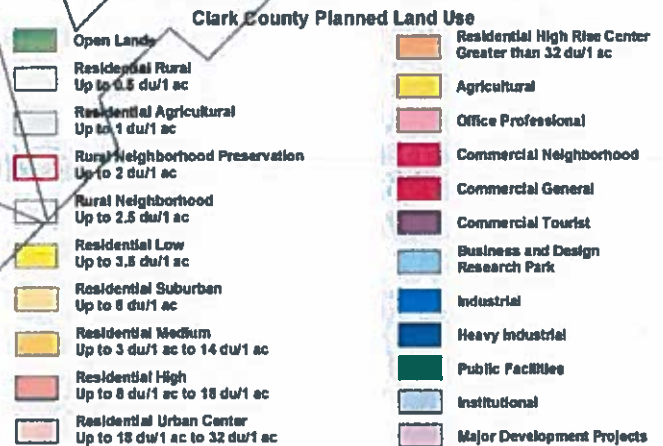 Clark County Planned Land Use
Open Lands
Residential Rural
Up to 0.5 du/1 ac
Residential Agricultural
Up to 1 du/1 ac
Rural Neighborhood Preservation
Up to 2 du/1 ac
Rural Neighborhood
Up to 2.5 du/1 ac
Residential Low
Up to 3.5 du/1 ac
Residential Suburban
Up to 8 du/1 ac
Residential Medium
Up to 3 du/1 ac to 14 du/1 ac
Residential High
Up to 8 du/1 ac to 18 du/1 ac
Residential Urban Center
Up to 18 du/1 ac to 32 du/1 ac
Residential High Rise Center
Greater than 32 du/1 ac
Agricultural
Office Professional
Commercial Neighborhood
Commercial General
Commercial Tourist
Business and Design
Research Park
Industrial
Heavy Industrial
Public Facilities
Institutional
Major Development Projects